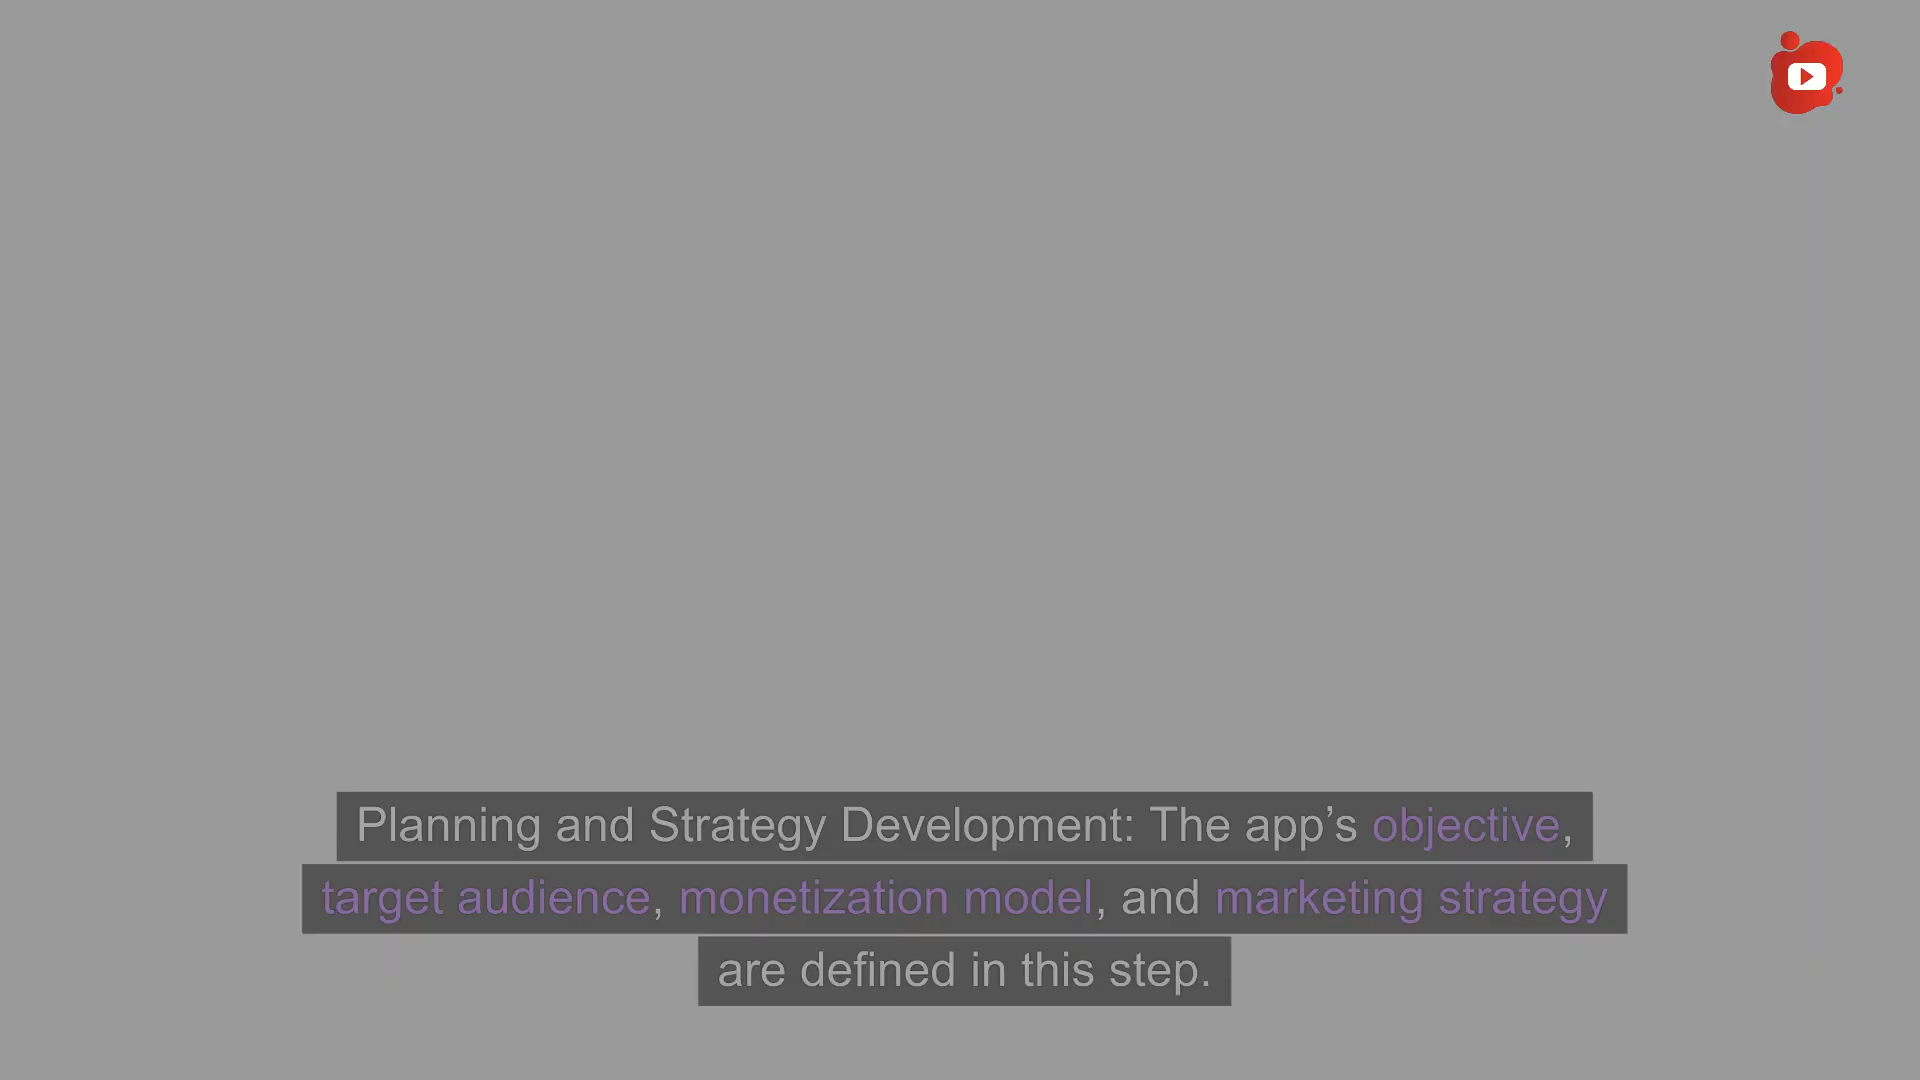 Planning and Strategy Development: The app’s objective,
target audience, monetization model, and marketing strategy
are defined in this step.